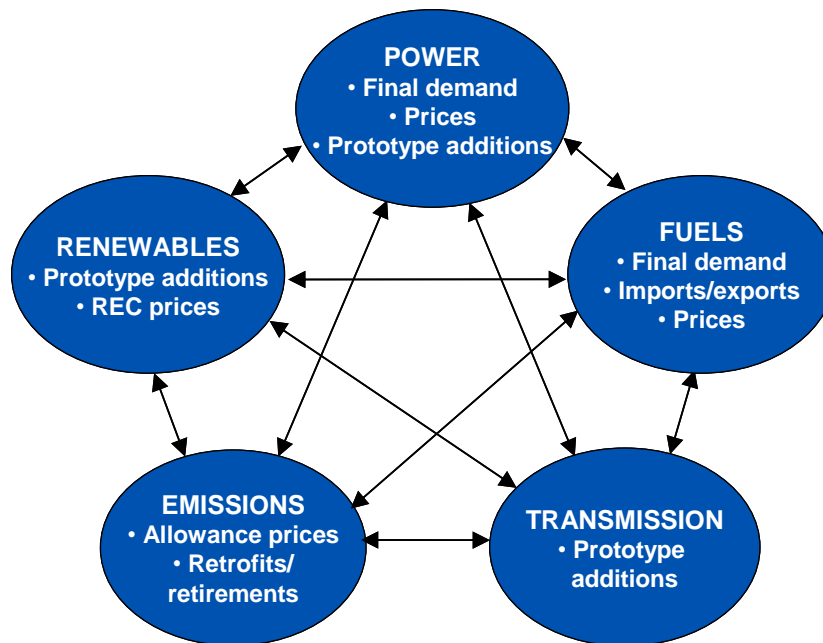 POWER
• Final demand
• Prices
• Prototype additions
RENEWABLES
• Prototype additions
• REC prices
FUELS
• Final demand
• Imports/exports
• Prices
EMISSIONS
• Allowance prices
• Retrofits/
retirements
TRANSMISSION
• Prototype
additions